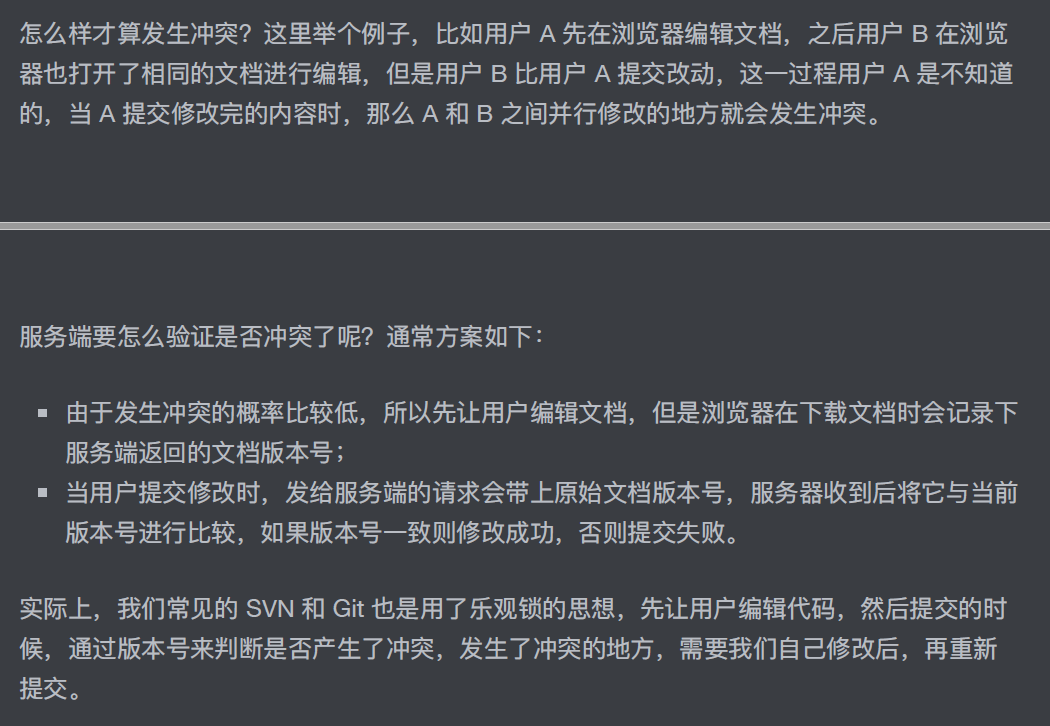 怎么样才算发生冲突？这里举个例子，比如用户 A 先在浏览器编辑文档，之后用户 B 在浏览
器也打开了相同的文档进行编辑，但是用户 B 比用户 A 提交改动，这一过程用户 A 是不知道
的，当 A 提交修改完的内容时，那么 A 和 B 之间并行修改的地方就会发生冲突。
服务端要怎么验证是否冲突了呢？通常方案如下：
由于发生冲突的概率比较低，所以先让用户编辑文档，但是浏览器在下载文档时会记录下
服务端返回的文档版本号；
当用户提交修改时，发给服务端的请求会带上原始文档版本号，服务器收到后将它与当前
版本号进行比较，如果版本号一致则修改成功，否则提交失败。
实际上，我们常见的 SVN 和 Git 也是用了乐观锁的思想，先让用户编辑代码，然后提交的时
候，通过版本号来判断是否产生了冲突，发生了冲突的地方，需要我们自己修改后，再重新
提交。